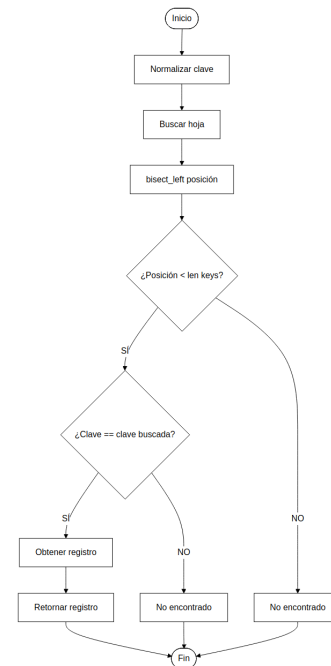 Inicio
Normalizar clave
Buscar hoja
bisect_left posición
¿Posición < len keys?
SÍ
¿Clave == clave buscada?
SÍ
NO
NO
Obtener registro
Retornar registro
No encontrado
No encontrado
Fin